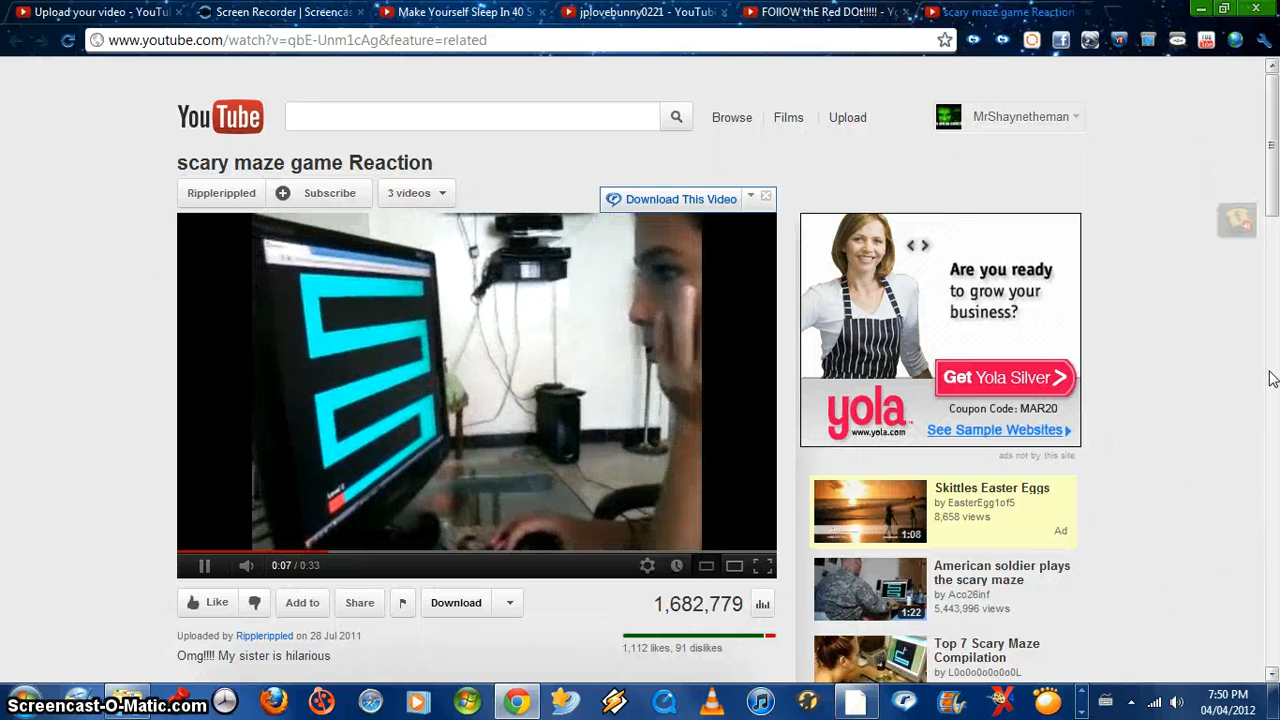 Upload your video - YouTu
Screen Recorder | Screenca
Make Yourself Sleep In 40 S
jplovebunny0221 - YouTub
FOllOW thE Red DOt!!!!! - Y
scary maze game Reaction
www.youtube.com/watch?v=qbE-Unm1cAg&feature=related
YouTube
Browse
Films
Upload
MrShaynetheman
scary maze game Reaction
Ripplerippled
Subscribe
3 videos
Download This Video
Are you ready
to grow your
business?
Get Yola Silver
Coupon Code: MAR20
See Sample Websites
yola
www.yola.com
ads not by this site
0:07 / 0:33
Skittles Easter Eggs
by EasterEgg1of5
8,658 views
Ad
1:08
American soldier plays
the scary maze
by Aco26inf
5,443,996 views
1:22
Top 7 Scary Maze
Compilation
by L0o0o0o0o0o0L
Like
Add to
Share
Download
1,682,779
Uploaded by Ripplerippled on 28 Jul 2011
1,112 likes, 91 dislikes
Omg!!!! My sister is hilarious
Screencast-O-Matic.com
7:50 PM
04/04/2012